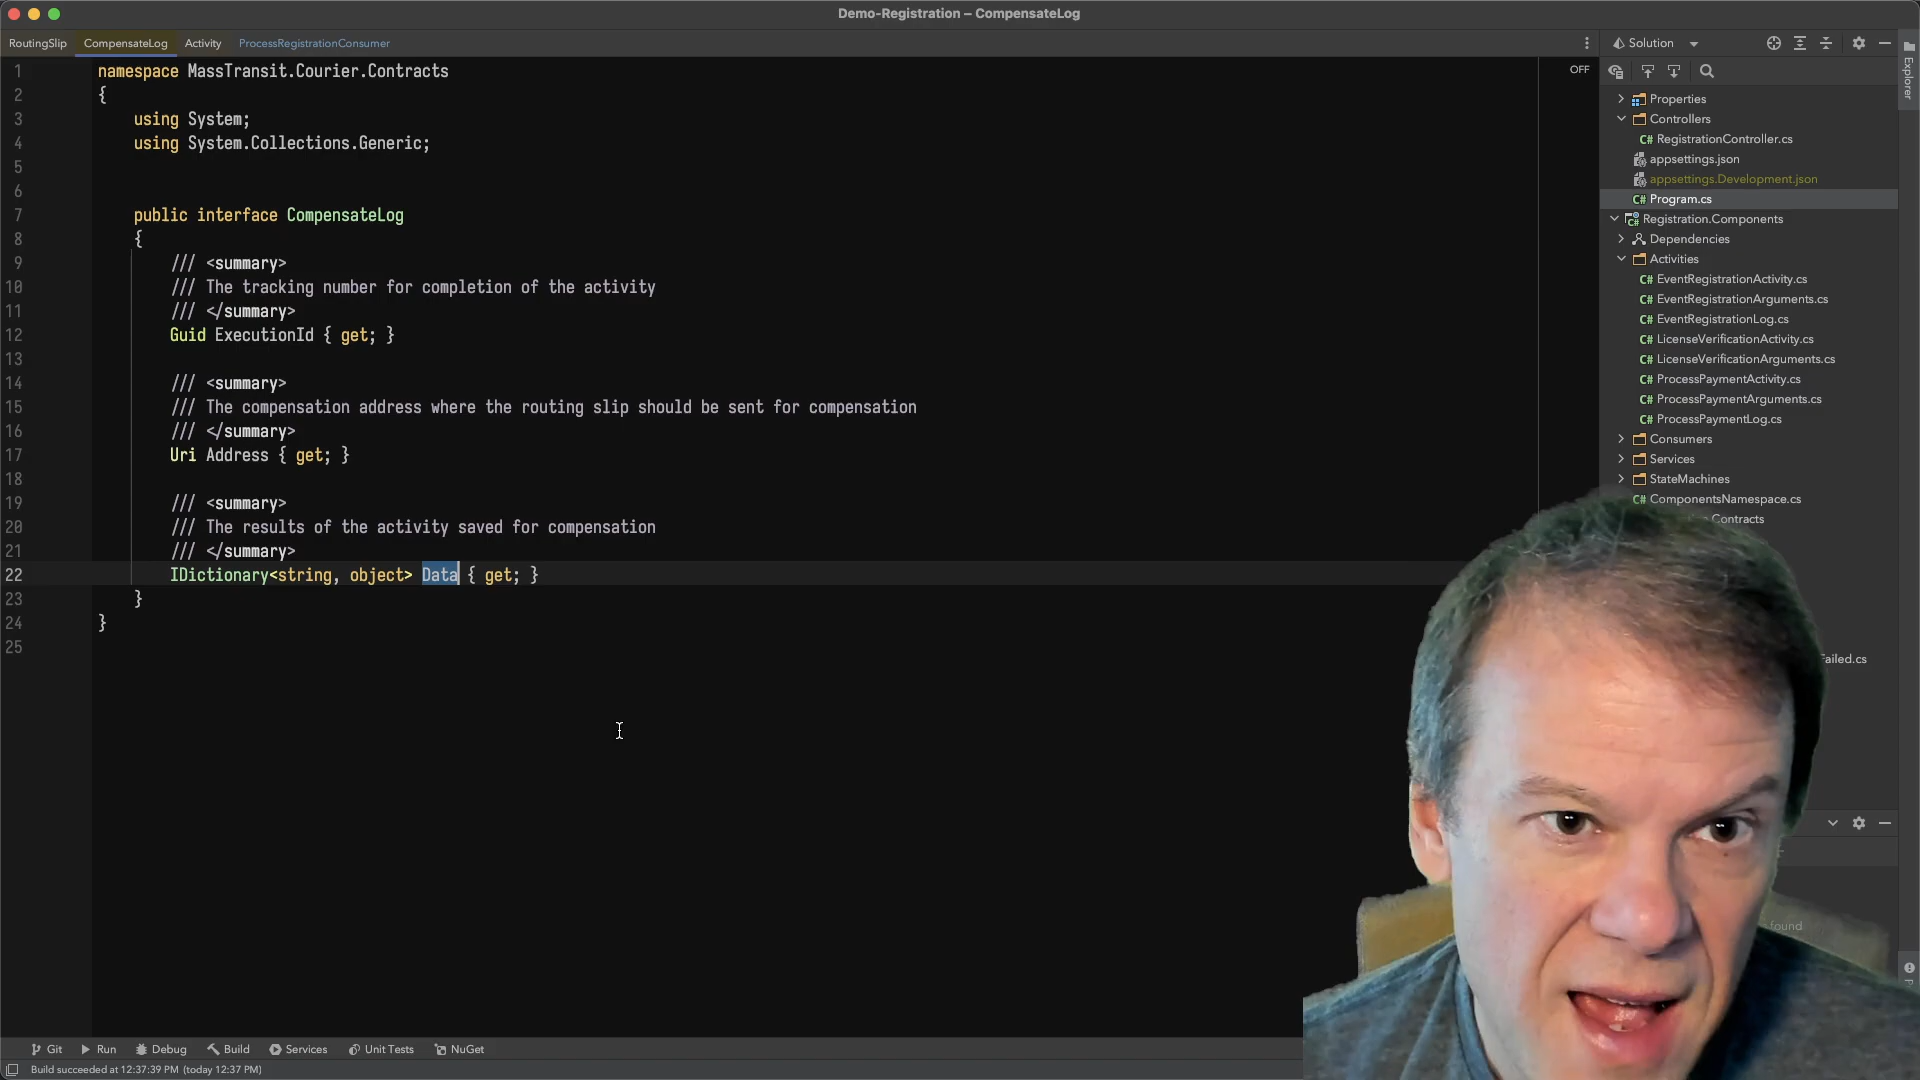 Demo-Registration – CompensateLog
RoutingSlip
CompensateLog
Activity
ProcessRegistrationConsumer
Solution
OFF
Explorer
1 namespace MassTransit.Courier.Contracts
2 {
3 using System;
4 using System.Collections.Generic;
5
6
7 public interface CompensateLog
8 {
9 /// <summary>
10 /// The tracking number for completion of the activity
11 /// </summary>
12 Guid ExecutionId { get; }
13
14 /// <summary>
15 /// The compensation address where the routing slip should be sent for compensation
16 /// </summary>
17 Uri Address { get; }
18
19 /// <summary>
20 /// The results of the activity saved for compensation
21 /// </summary>
22 IDictionary<string, object> Data { get; }
23 }
24 }
25
Properties
Controllers
C# RegistrationController.cs
appsettings.json
appsettings.Development.json
C# Program.cs
Registration.Components
Dependencies
Activities
C# EventRegistrationActivity.cs
C# EventRegistrationArguments.cs
C# EventRegistrationLog.cs
C# LicenseVerificationActivity.cs
C# LicenseVerificationArguments.cs
C# ProcessPaymentActivity.cs
C# ProcessPaymentArguments.cs
C# ProcessPaymentLog.cs
Consumers
Services
StateMachines
C# ComponentsNamespace.cs
Contracts
Failed.cs
found
Git
Run
Debug
Build
Services
Unit Tests
NuGet
Build succeeded at 12:37:39 PM (today 12:37 PM)